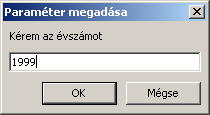 Paraméter megadása
Kérem az évszámot
1999
OK
Mégse